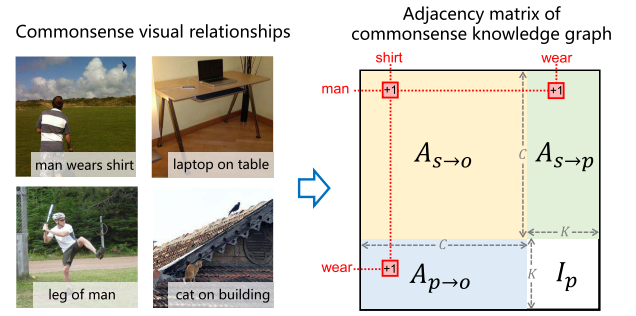 Commonsense visual relationships
man wears shirt
laptop on table
leg of man
cat on building
Adjacency matrix of
commonsense knowledge graph
shirt
wear
man
+1
+1
A_{s→o}
C
A_{s→p}
C
K
wear
+1
A_{p→o}
K
I_p